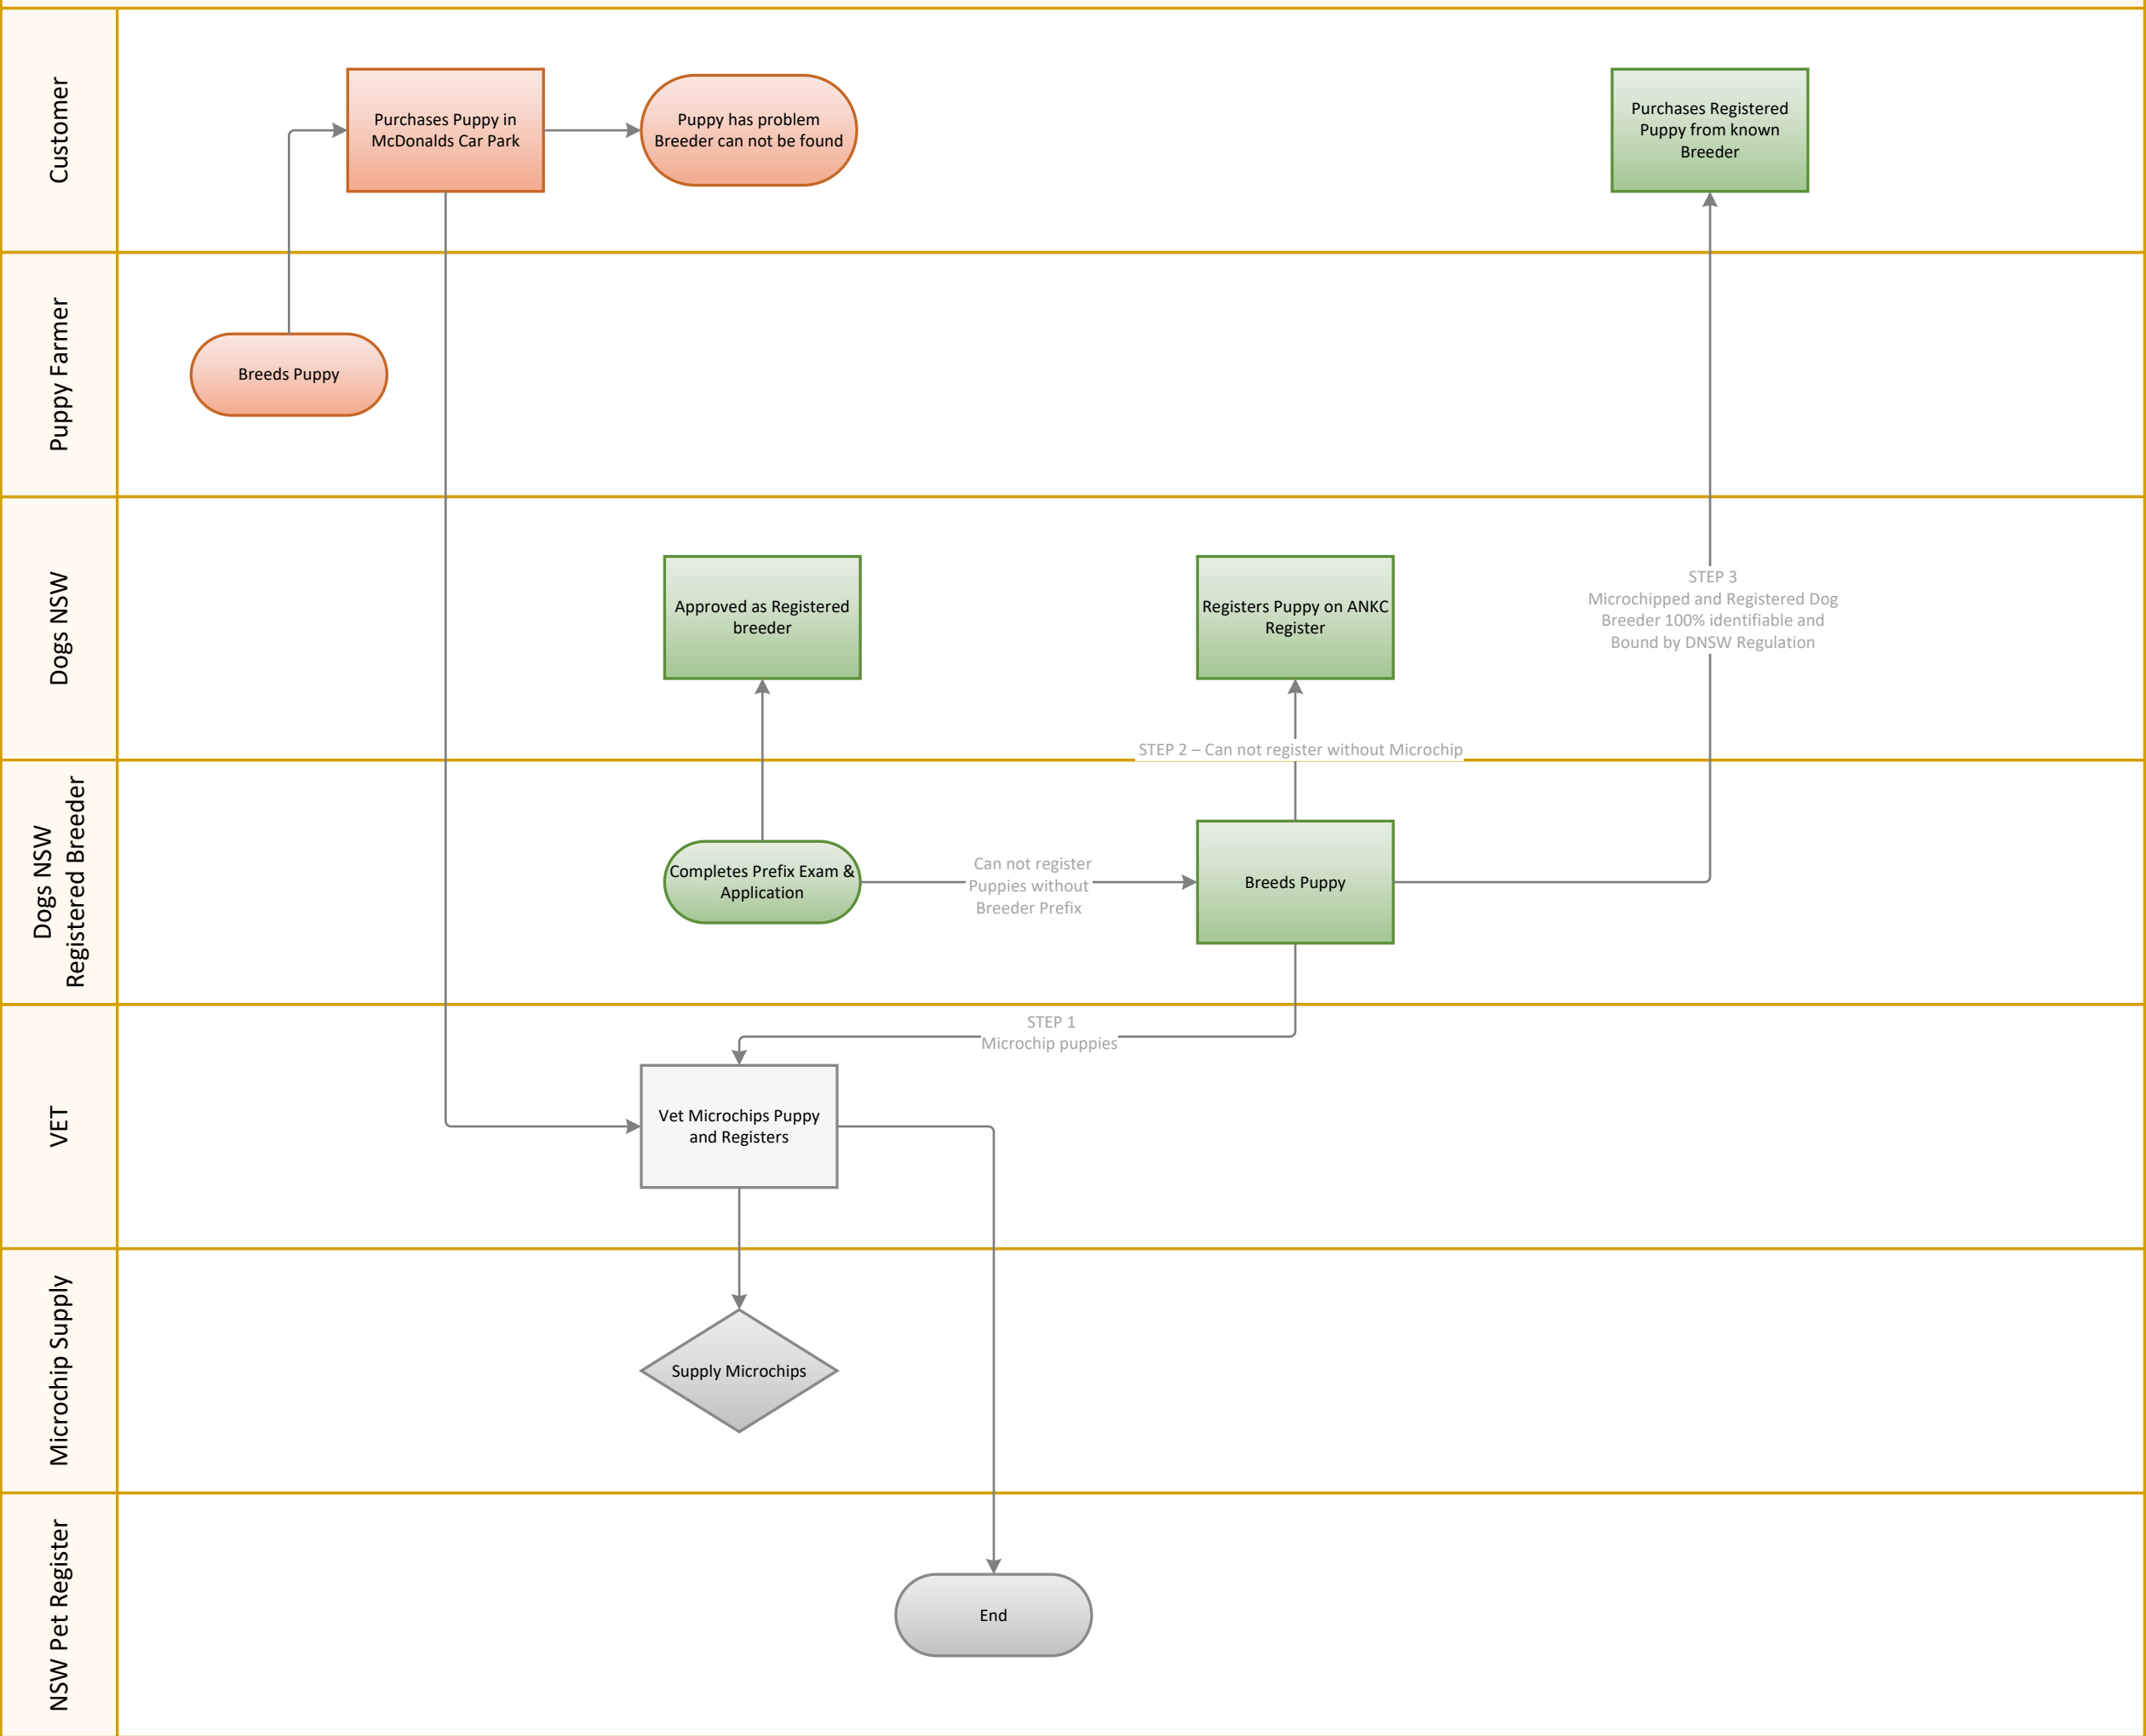 Customer
Purchases Puppy in
McDonalds Car Park
Puppy has problem
Breeder can not be found
Purchases Registered
Puppy from known
Breeder
Puppy Farmer
Breeds Puppy
Dogs NSW
Approved as Registered
breeder
Registers Puppy on ANKC
Register
STEP 3
Microchipped and Registered Dog
Breeder 100% identifiable and
Bound by DNSW Regulation
STEP 2 – Can not register without Microchip
Dogs NSW
Registered Breeder
Completes Prefix Exam &
Application
Can not register
Puppies without
Breeder Prefix
Breeds Puppy
VET
STEP 1
Microchip puppies
Vet Microchips Puppy
and Registers
Microchip Supply
Supply Microchips
NSW Pet Register
End